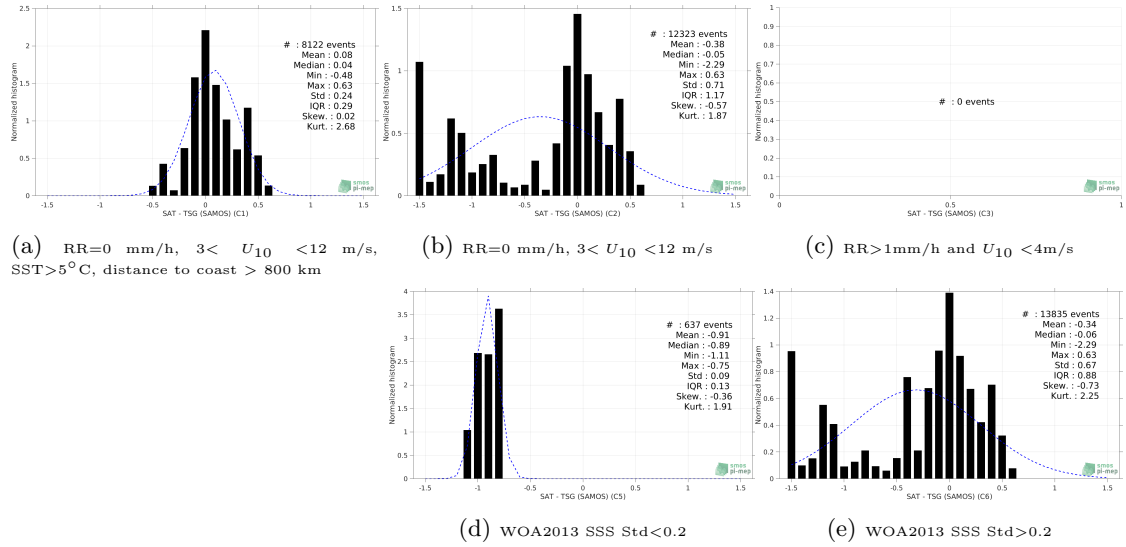 2.5
2
1.5
1
0.5
0
Normalized histogram
# : 8122 events
Mean : 0.08
Median : 0.04
Min : -0.48
Max : 0.63
Std : 0.24
IQR : 0.29
Skew. : 0.02
Kurt. : 2.68
smos
pi-mep
-1.5 -1 -0.5 0 0.5 1 1.5
SAT - TSG (SAMOS) (C1)
(a) RR=0 mm/h, 3< U10 <12 m/s,
SST>5°C, distance to coast > 800 km
1.5
1
0.5
0
Normalized histogram
# : 12323 events
Mean : -0.38
Median : -0.05
Min : -2.29
Max : 0.63
Std : 0.71
IQR : 1.17
Skew. : -0.57
Kurt. : 1.87
smos
pi-mep
-1.5 -1 -0.5 0 0.5 1 1.5
SAT - TSG (SAMOS) (C2)
(b) RR=0 mm/h, 3< U10 <12 m/s
1
0.9
0.8
0.7
0.6
0.5
0.4
0.3
0.2
0.1
0
Normalized histogram
# : 0 events
smos
pi-mep
0 0.5 1
SAT - TSG (SAMOS) (C3)
(c) RR>1mm/h and U10 <4m/s
4
3.5
3
2.5
2
1.5
1
0.5
0
Normalized histogram
# : 637 events
Mean : -0.91
Median : -0.89
Min : -1.11
Max : -0.75
Std : 0.09
IQR : 0.13
Skew. : -0.36
Kurt. : 1.91
smos
pi-mep
-1.5 -1 -0.5 0 0.5 1 1.5
SAT - TSG (SAMOS) (C5)
(d) WOA2013 SSS Std<0.2
1.4
1.2
1
0.8
0.6
0.4
0.2
0
Normalized histogram
# : 13835 events
Mean : -0.34
Median : -0.06
Min : -2.29
Max : 0.63
Std : 0.67
IQR : 0.88
Skew. : -0.73
Kurt. : 2.25
smos
pi-mep
-1.5 -1 -0.5 0 0.5 1 1.5
SAT - TSG (SAMOS) (C6)
(e) WOA2013 SSS Std>0.2